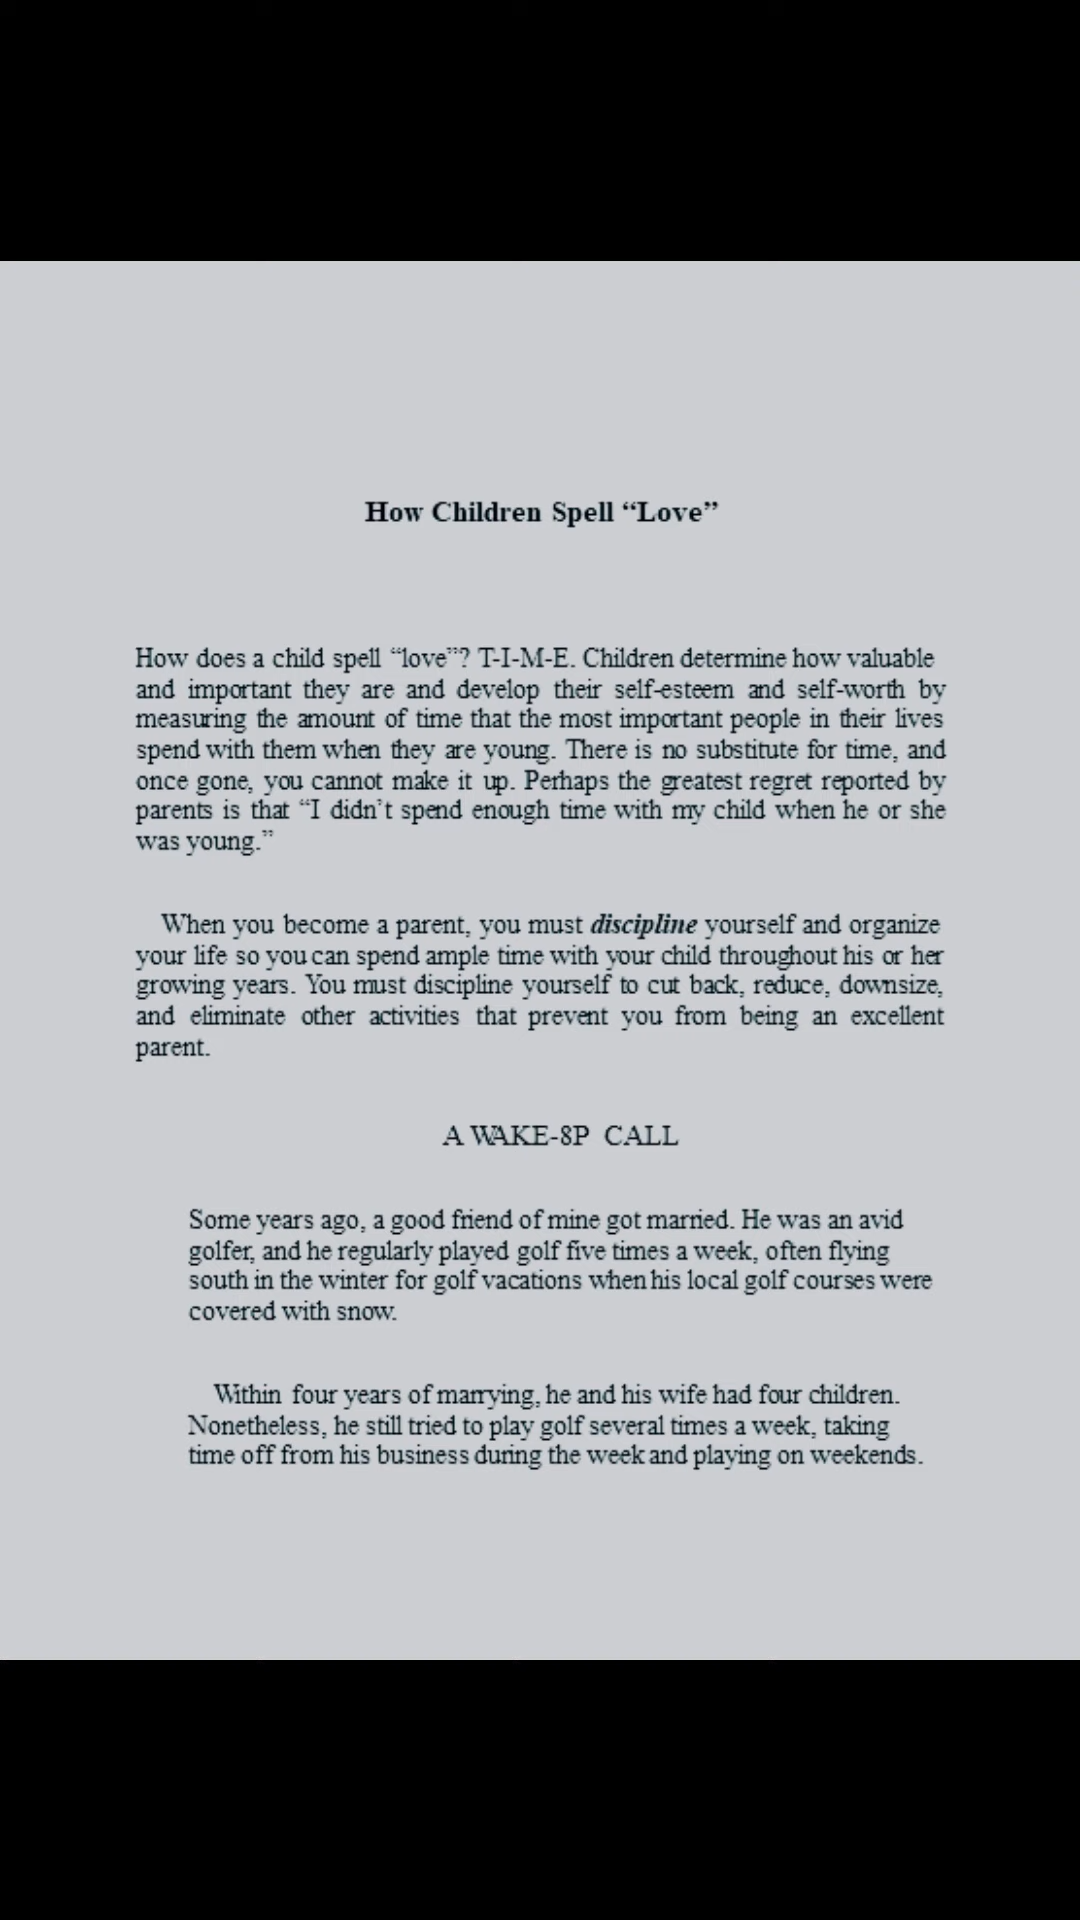 How Children Spell “Love”
How does a child spell “love”? T-I-M-E. Children determine how valuable
and important they are and develop their self-esteem and self-worth by
measuring the amount of time that the most important people in their lives
spend with them when they are young. There is no substitute for time, and
once gone, you cannot make it up. Perhaps the greatest regret reported by
parents is that “I didn’t spend enough time with my child when he or she
was young.”
When you become a parent, you must discipline yourself and organize
your life so you can spend ample time with your child throughout his or her
growing years. You must discipline yourself to cut back, reduce, downsize,
and eliminate other activities that prevent you from being an excellent
parent.
A WAKE-8P CALL
Some years ago, a good friend of mine got married. He was an avid
golfer, and he regularly played golf five times a week, often flying
south in the winter for golf vacations when his local golf courses were
covered with snow.
Within four years of marrying, he and his wife had four children.
Nonetheless, he still tried to play golf several times a week, taking
time off from his business during the week and playing on weekends.